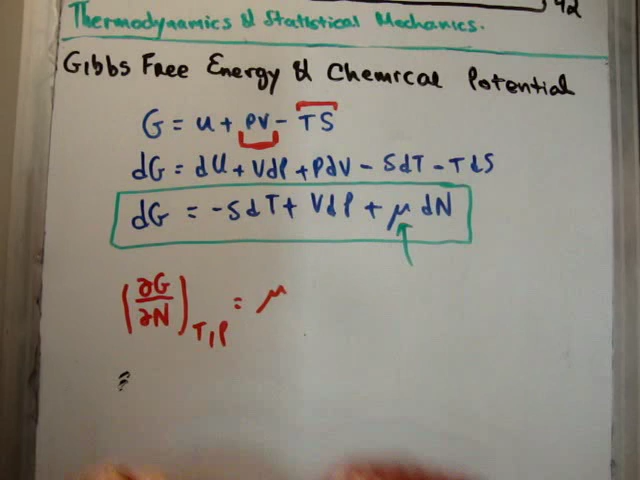 42
Thermodynamics & Statistical Mechanics.
Gibbs Free Energy & Chemical Potential
G = u + PV - TS
dG = dU + VdP + PdV - SdT - TdS
dG = -SdT + VdP + μ dN
(∂G/∂N)T,P = μ